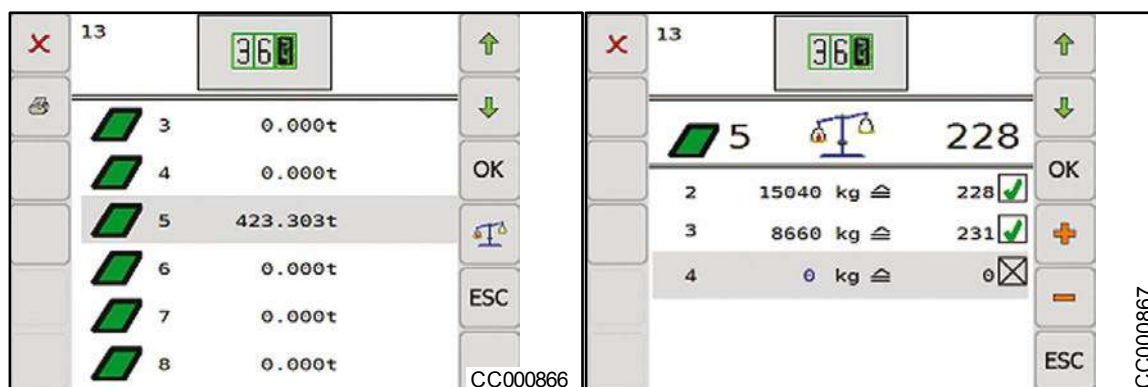 13
36
3 0.000t
4 0.000t
OK
5 423.303t
6 0.000t
ESC
7 0.000t
8 0.000t
CC000866
13
36
5 228
OK
2 15040 kg ≙ 228
3 8660 kg ≙ 231
4 0 kg ≙ 0
ESC
CC000867